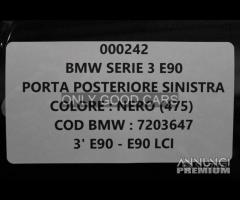 000242
BMW SERIE 3 E90
PORTA POSTERIORE SINISTRA
ONLY GOOD CARS
COLORE : NERO (475)
COD BMW : 7203647
3' E90 - E90 LCI
ANNUNCI
PREMIUM